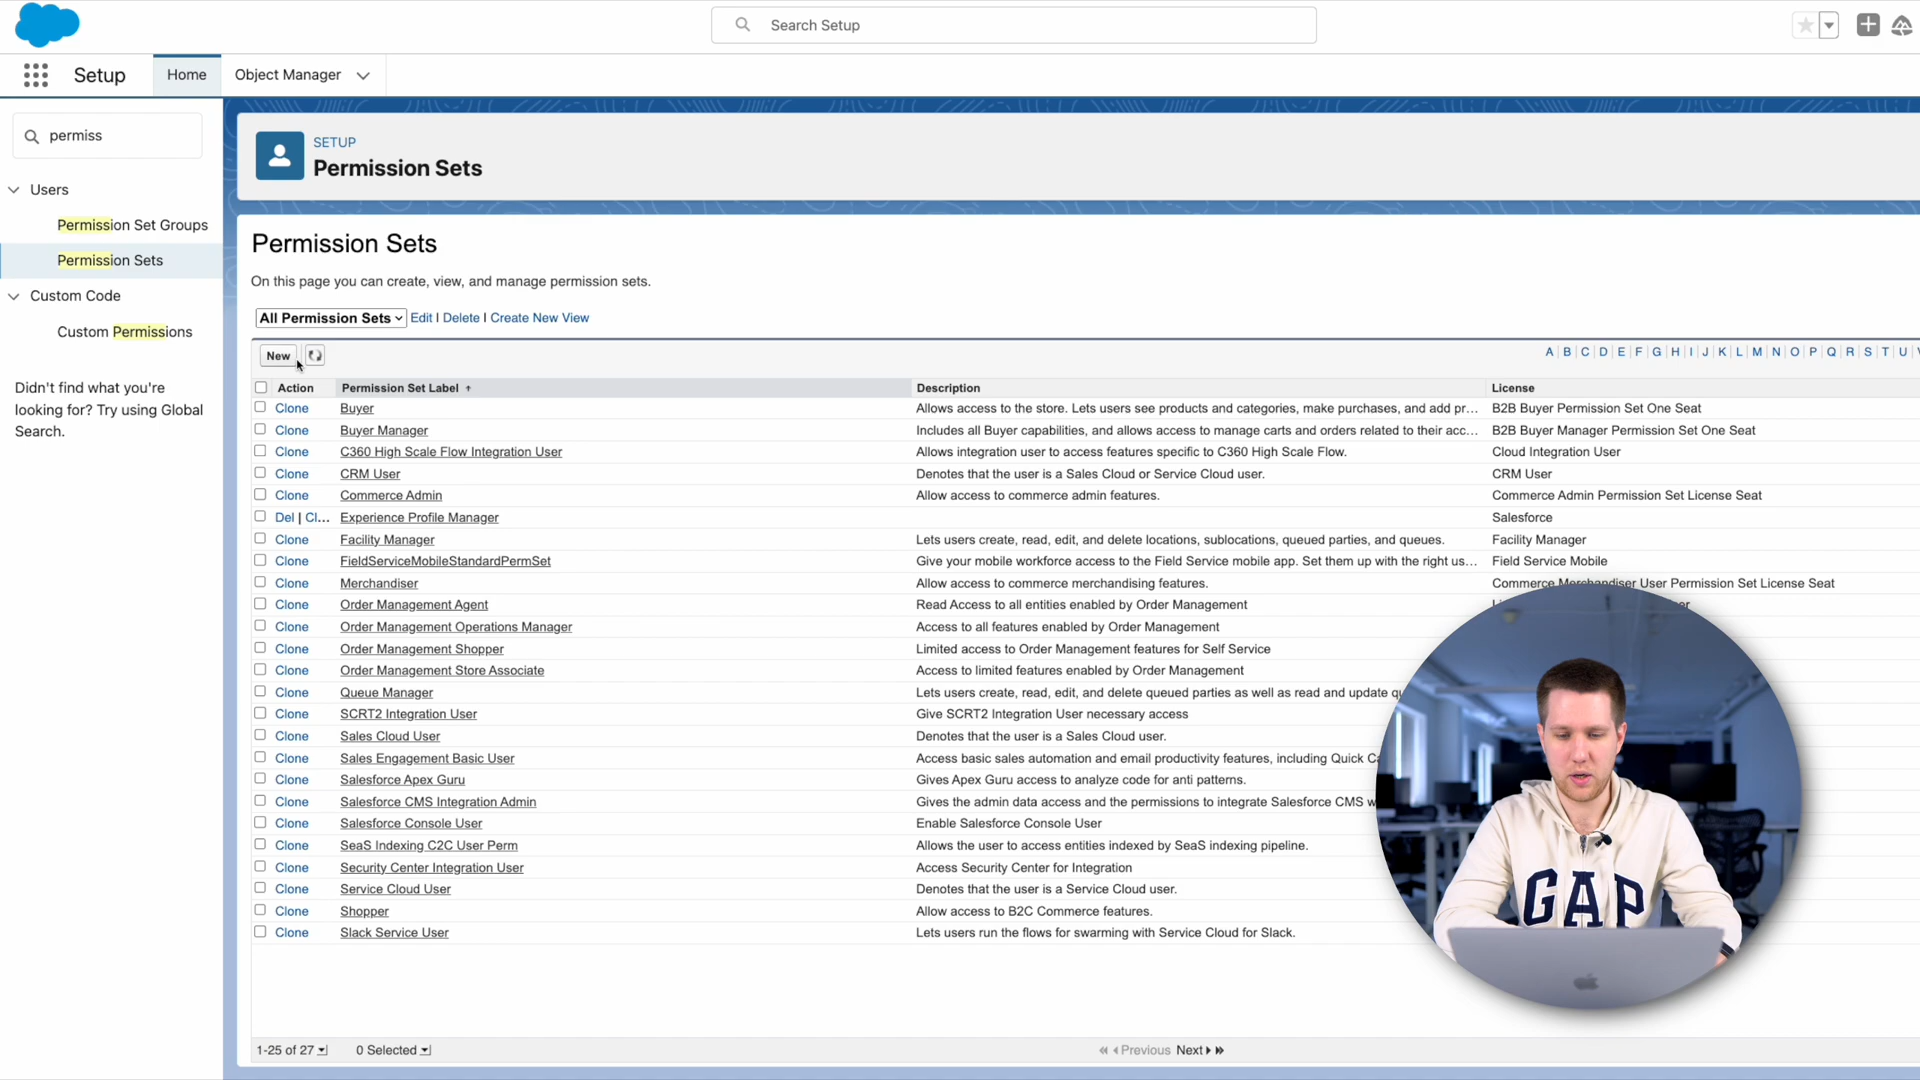 Search Setup
Setup
Home
Object Manager
permiss
Users
Permission Set Groups
Permission Sets
Custom Code
Custom Permissions
Didn't find what you're
looking for? Try using Global
Search.
SETUP
Permission Sets
Permission Sets
On this page you can create, view, and manage permission sets.
All Permission Sets Edit | Delete | Create New View
New
A | B | C | D | E | F | G | H | I | J | K | L | M | N | O | P | Q | R | S | T | U |
Action Permission Set Label Description License
Clone Buyer Allows access to the store. Lets users see products and categories, make purchases, and add pr... B2B Buyer Permission Set One Seat
Clone Buyer Manager Includes all Buyer capabilities, and allows access to manage carts and orders related to their acc... B2B Buyer Manager Permission Set One Seat
Clone C360 High Scale Flow Integration User Allows integration user to access features specific to C360 High Scale Flow. Cloud Integration User
Clone CRM User Denotes that the user is a Sales Cloud or Service Cloud user. CRM User
Clone Commerce Admin Allow access to commerce admin features. Commerce Admin Permission Set License Seat
Del | Cl... Experience Profile Manager Salesforce
Clone Facility Manager Lets users create, read, edit, and delete locations, sublocations, queued parties, and queues. Facility Manager
Clone FieldServiceMobileStandardPermSet Give your mobile workforce access to the Field Service mobile app. Set them up with the right us... Field Service Mobile
Clone Merchandiser Allow access to commerce merchandising features. Commerce Merchandiser User Permission Set License Seat
Clone Order Management Agent Read Access to all entities enabled by Order Management
Clone Order Management Operations Manager Access to all features enabled by Order Management
Clone Order Management Shopper Limited access to Order Management features for Self Service
Clone Order Management Store Associate Access to limited features enabled by Order Management
Clone Queue Manager Lets users create, read, edit, and delete queued parties as well as read and update
Clone SCRT2 Integration User Give SCRT2 Integration User necessary access
Clone Sales Cloud User Denotes that the user is a Sales Cloud user.
Clone Sales Engagement Basic User Access basic sales automation and email productivity features, including Quick
Clone Salesforce Apex Guru Gives Apex Guru access to analyze code for anti patterns.
Clone Salesforce CMS Integration Admin Gives the admin data access and the permissions to integrate Salesforce CMS
Clone Salesforce Console User Enable Salesforce Console User
Clone SeaS Indexing C2C User Perm Allows the user to access entities indexed by SeaS indexing pipeline.
Clone Security Center Integration User Access Security Center for Integration
Clone Service Cloud User Denotes that the user is a Service Cloud user.
Clone Shopper Allow access to B2C Commerce features.
Clone Slack Service User Lets users run the flows for swarming with Service Cloud for Slack.
GAP
1-25 of 27 0 Selected Previous Next